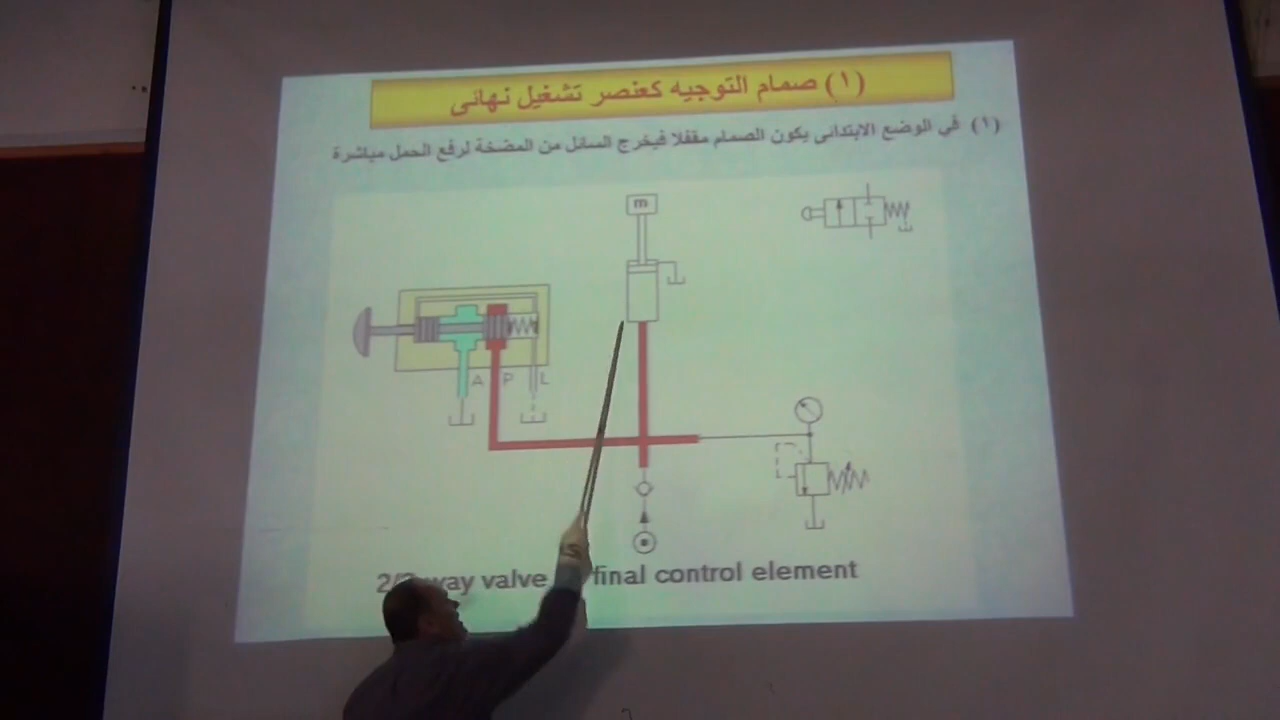 (١) صمام التوجيه كعنصر تشغيل نهائى
(١) في الوضع الابتدائى يكون الصمام مقفلا فيخرج السائل من المضخة لرفع الحمل مباشرة
m
A P L
way valve final control element